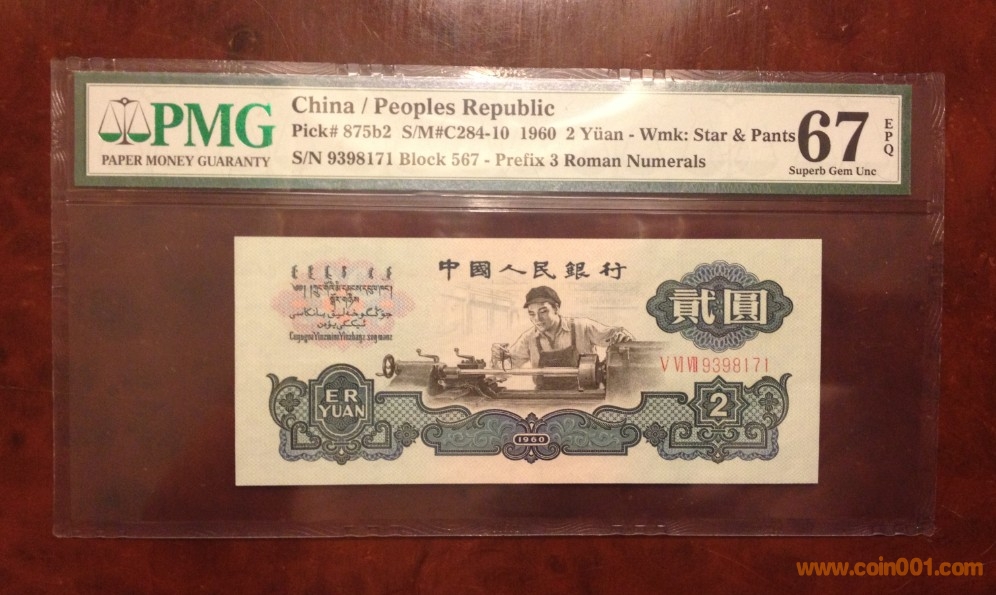 PMG
PAPER MONEY GUARANTY
China / Peoples Republic
Pick# 875b2 S/M#C284-10 1960 2 Yüan - Wmk: Star & Pants
S/N 9398171 Block 567 - Prefix 3 Roman Numerals
67
EPQ
Superb Gem Unc
中國人民銀行
貳圓
V VI VII 9398171
ER
YUAN
1960
2
www.coin001.com